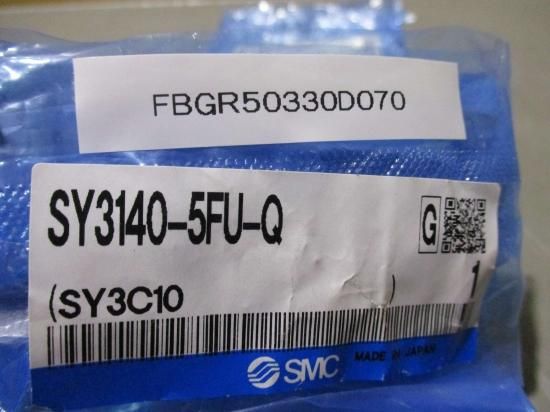 FBGR50330D070
SY3140-5FU-Q
G
(SY3C10 )
1
SMC MADE IN JAPAN